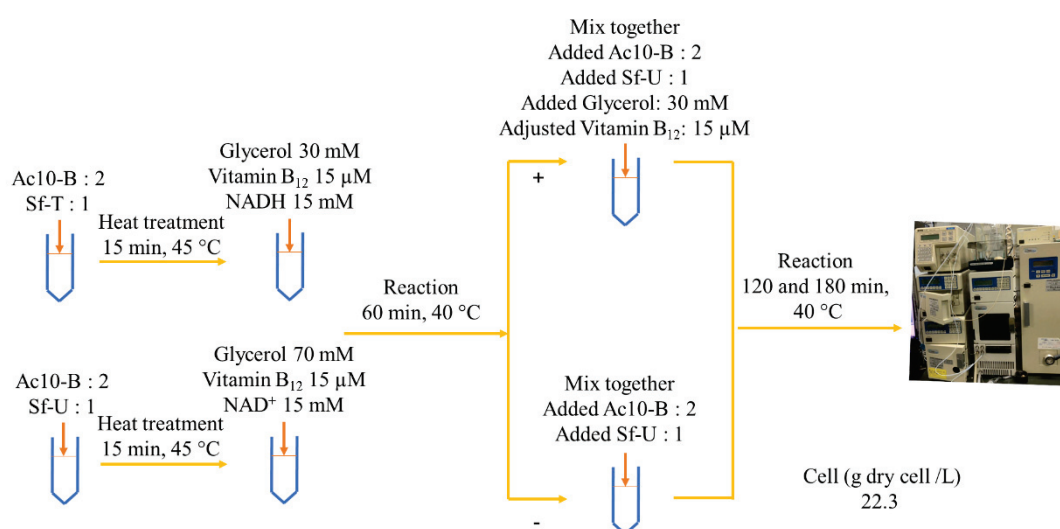 Ac10-B : 2
Sf-T : 1
Heat treatment
15 min, 45 °C
Glycerol 30 mM
Vitamin B₁₂ 15 μM
NADH 15 mM
Ac10-B : 2
Sf-U : 1
Heat treatment
15 min, 45 °C
Glycerol 70 mM
Vitamin B₁₂ 15 μM
NAD⁺ 15 mM
Reaction
60 min, 40 °C
+
Mix together
Added Ac10-B : 2
Added Sf-U : 1
Added Glycerol: 30 mM
Adjusted Vitamin B₁₂: 15 μM
-
Mix together
Added Ac10-B : 2
Added Sf-U : 1
Reaction
120 and 180 min,
40 °C
Cell (g dry cell /L)
22.3